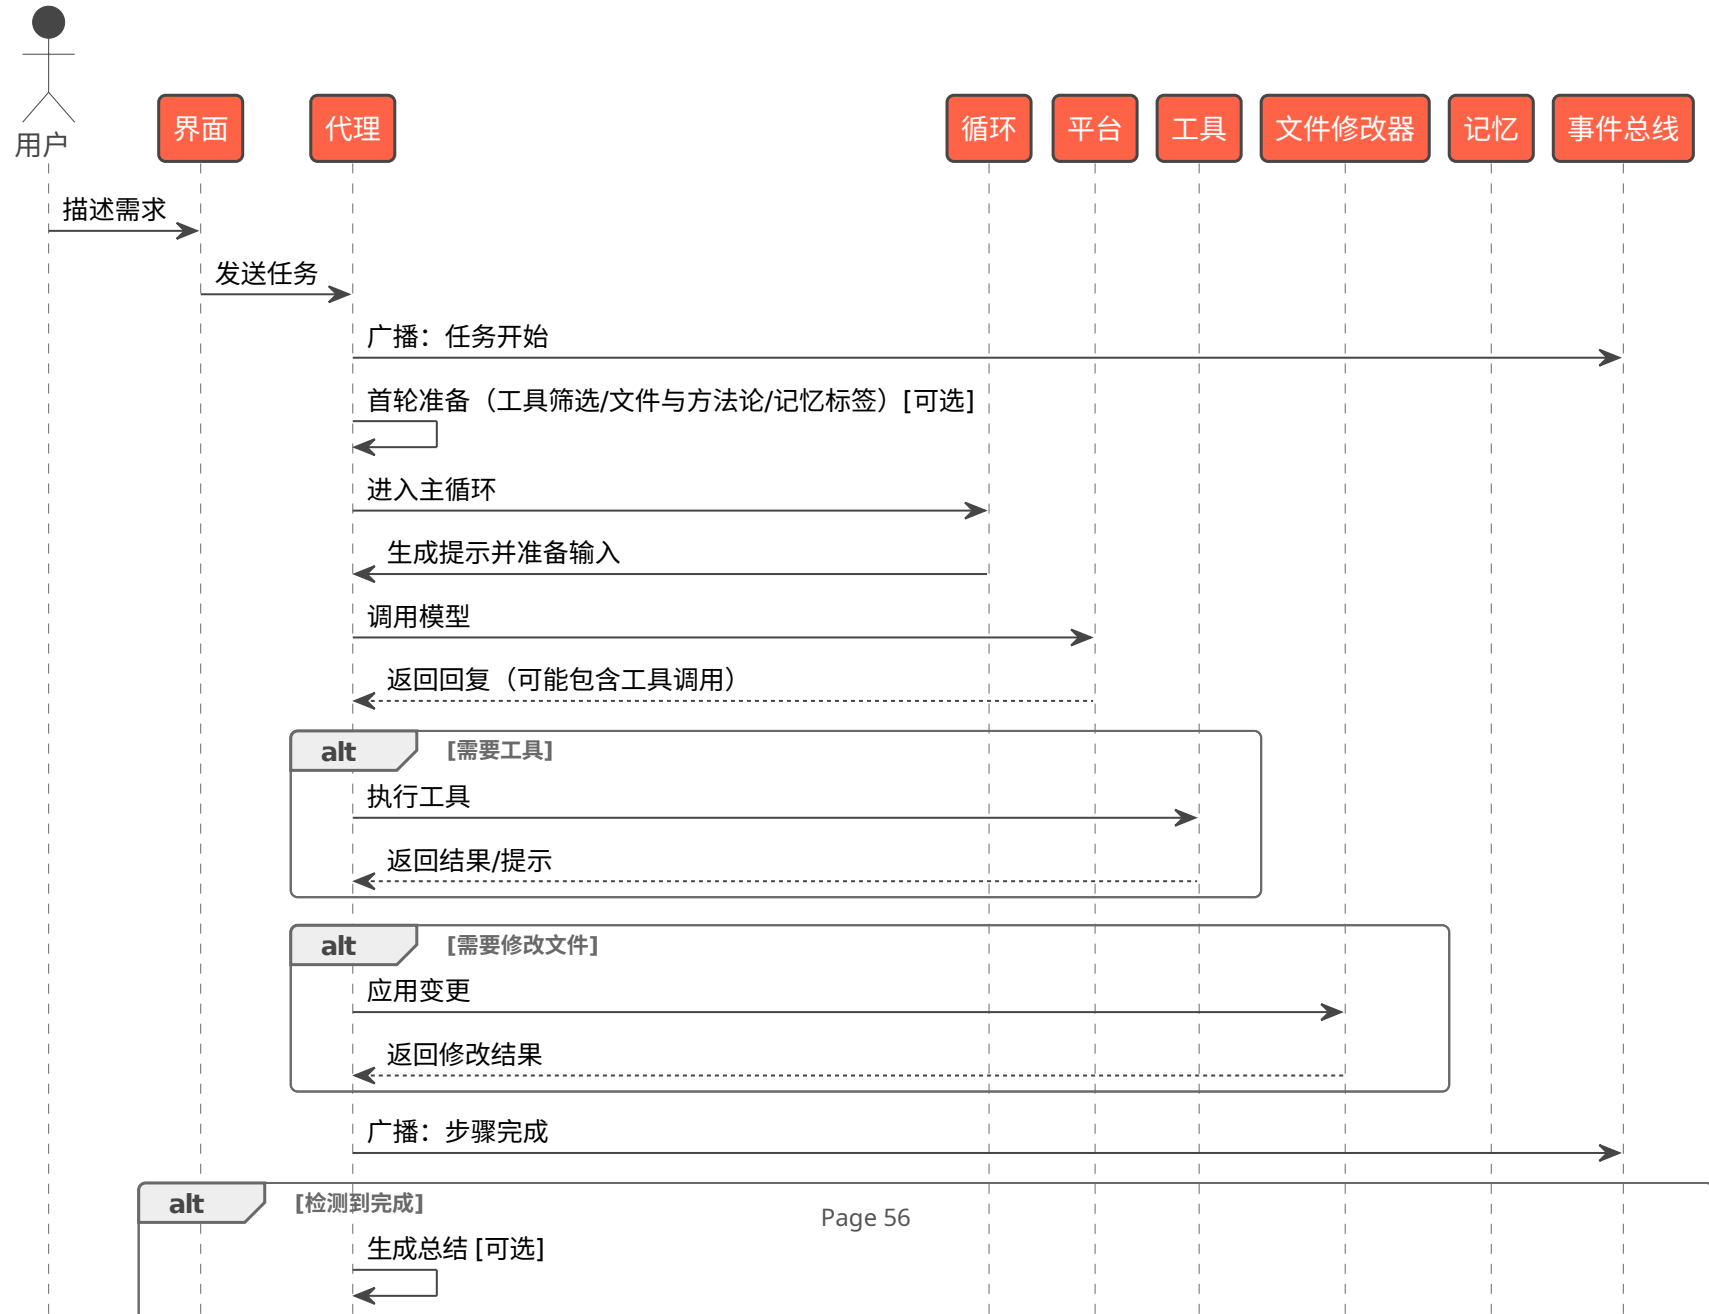 用户
界面
代理
循环
平台
工具
文件修改器
记忆
事件总线
描述需求
发送任务
广播：任务开始
首轮准备（工具筛选/文件与方法论/记忆标签）[可选]
进入主循环
生成提示并准备输入
调用模型
返回回复（可能包含工具调用）
alt [需要工具]
执行工具
返回结果/提示
alt [需要修改文件]
应用变更
返回修改结果
广播：步骤完成
alt [检测到完成]
Page 56
生成总结 [可选]